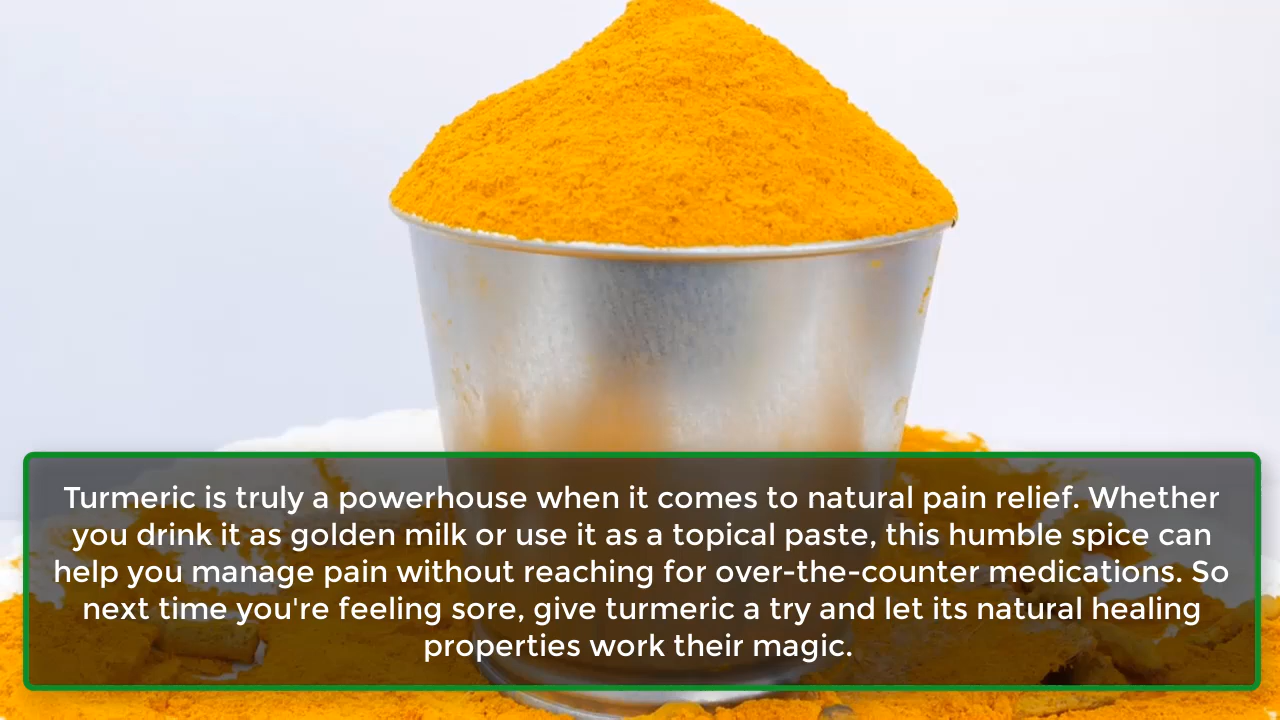 Turmeric is truly a powerhouse when it comes to natural pain relief. Whether
you drink it as golden milk or use it as a topical paste, this humble spice can
help you manage pain without reaching for over-the-counter medications. So
next time you're feeling sore, give turmeric a try and let its natural healing
properties work their magic.